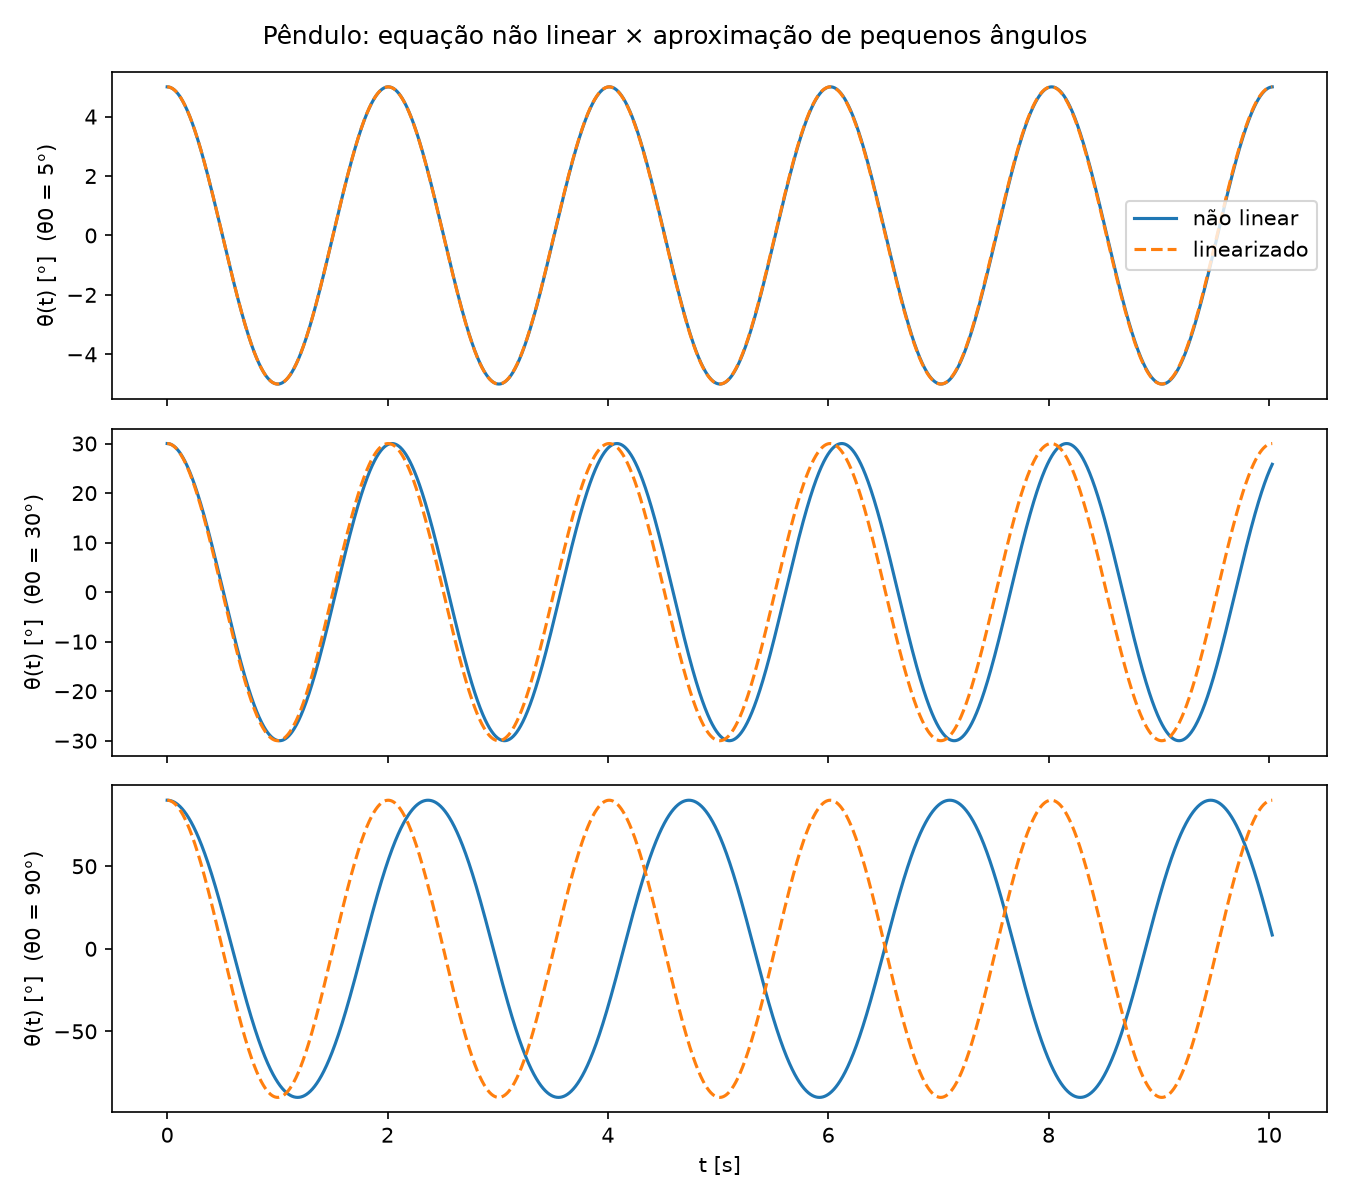 Pêndulo: equação não linear × aproximação de pequenos ângulos
θ(t) [°]  (θ0 = 5°)
4
2
0
−2
−4
não linear
linearizado
θ(t) [°]  (θ0 = 30°)
30
20
10
0
−10
−20
−30
θ(t) [°]  (θ0 = 90°)
50
0
−50
0 2 4 6 8 10
t [s]